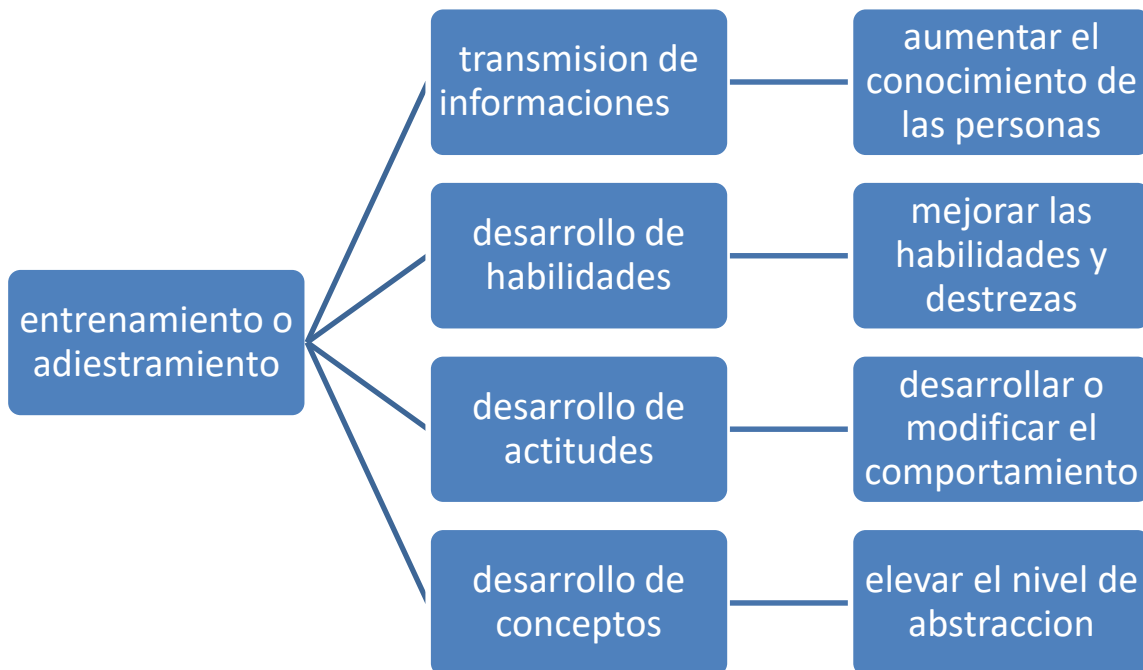 transmision de
informaciones
aumentar el
conocimiento de
las personas
desarrollo de
habilidades
mejorar las
habilidades y
destrezas
entrenamiento o
adiestramiento
desarrollo de
actitudes
desarrollar o
modificar el
comportamiento
desarrollo de
conceptos
elevar el nivel de
abstraccion